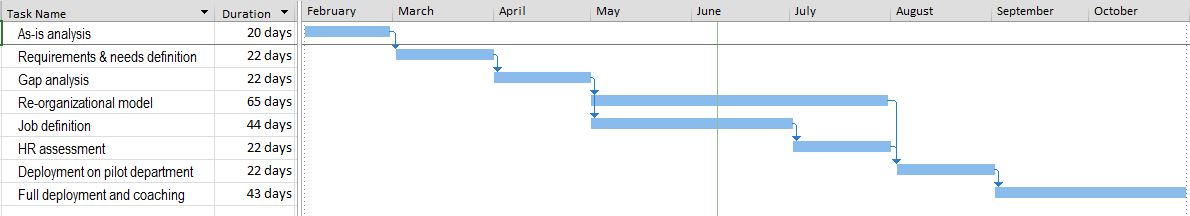 Task Name Duration February March April May June July August September October
As-is analysis 20 days
Requirements & needs definition 22 days
Gap analysis 22 days
Re-organizational model 65 days
Job definition 44 days
HR assessment 22 days
Deployment on pilot department 22 days
Full deployment and coaching 43 days